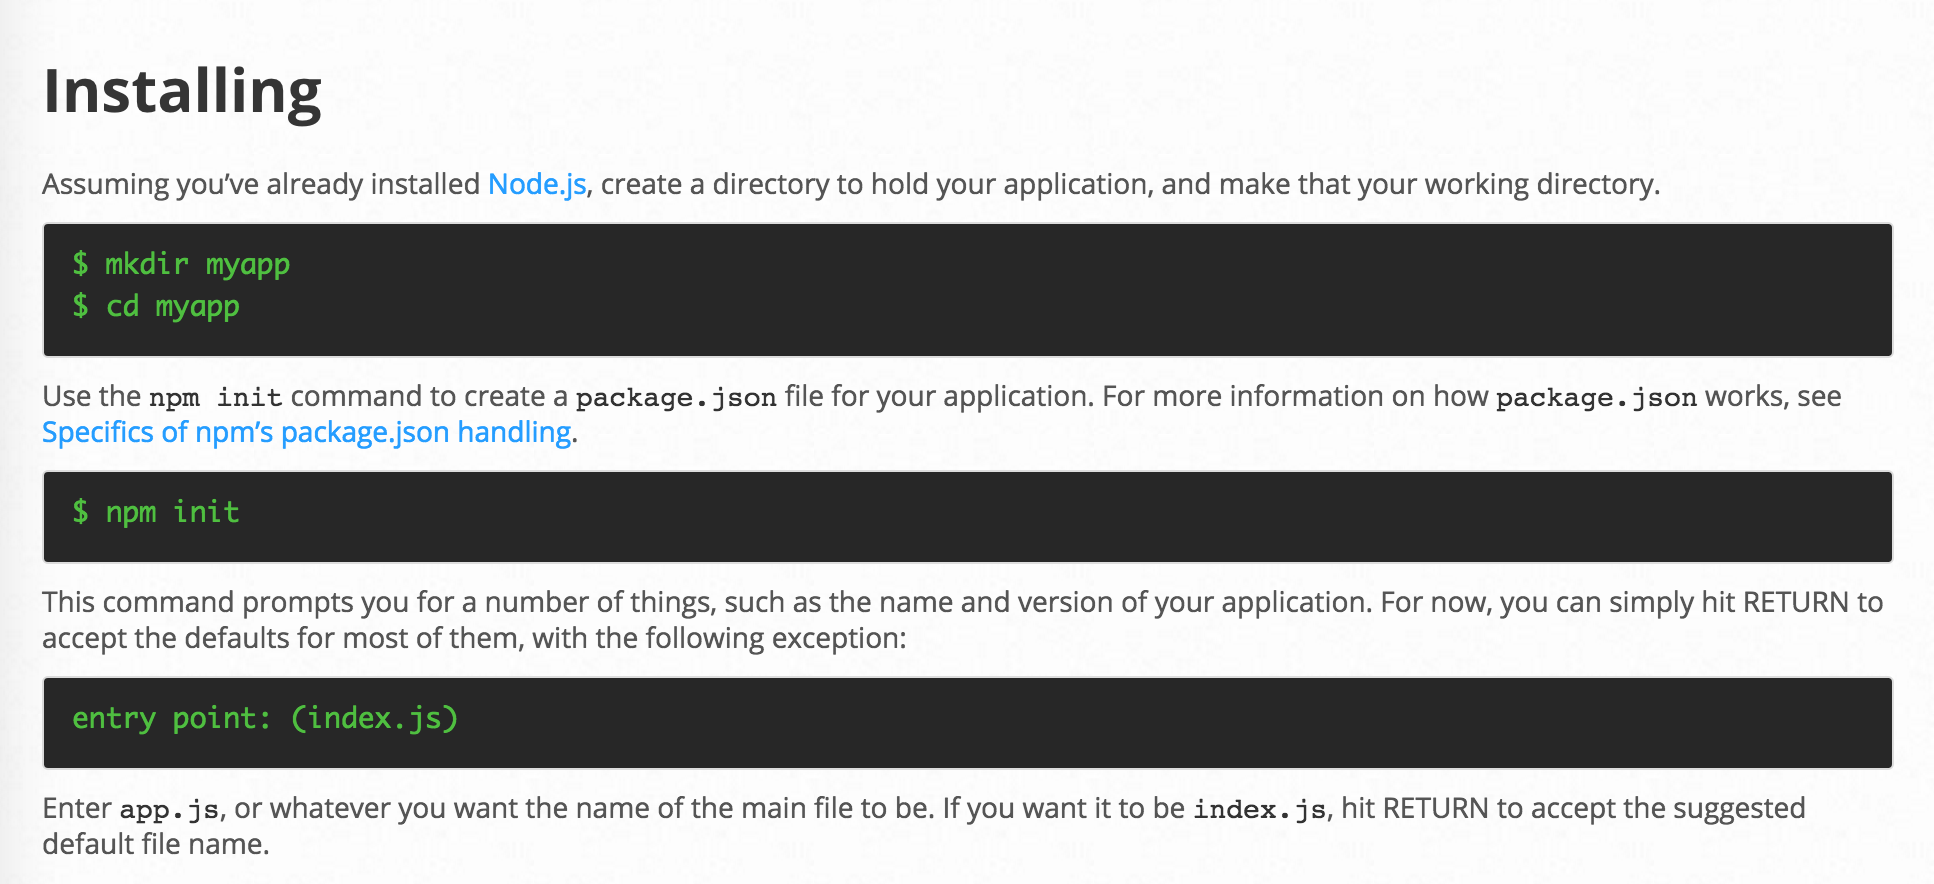 Installing
Assuming you’ve already installed Node.js, create a directory to hold your application, and make that your working directory.
$ mkdir myapp
$ cd myapp
Use the npm init command to create a package.json file for your application. For more information on how package.json works, see
Specifics of npm’s package.json handling.
$ npm init
This command prompts you for a number of things, such as the name and version of your application. For now, you can simply hit RETURN to
accept the defaults for most of them, with the following exception:
entry point: (index.js)
Enter app.js, or whatever you want the name of the main file to be. If you want it to be index.js, hit RETURN to accept the suggested
default file name.